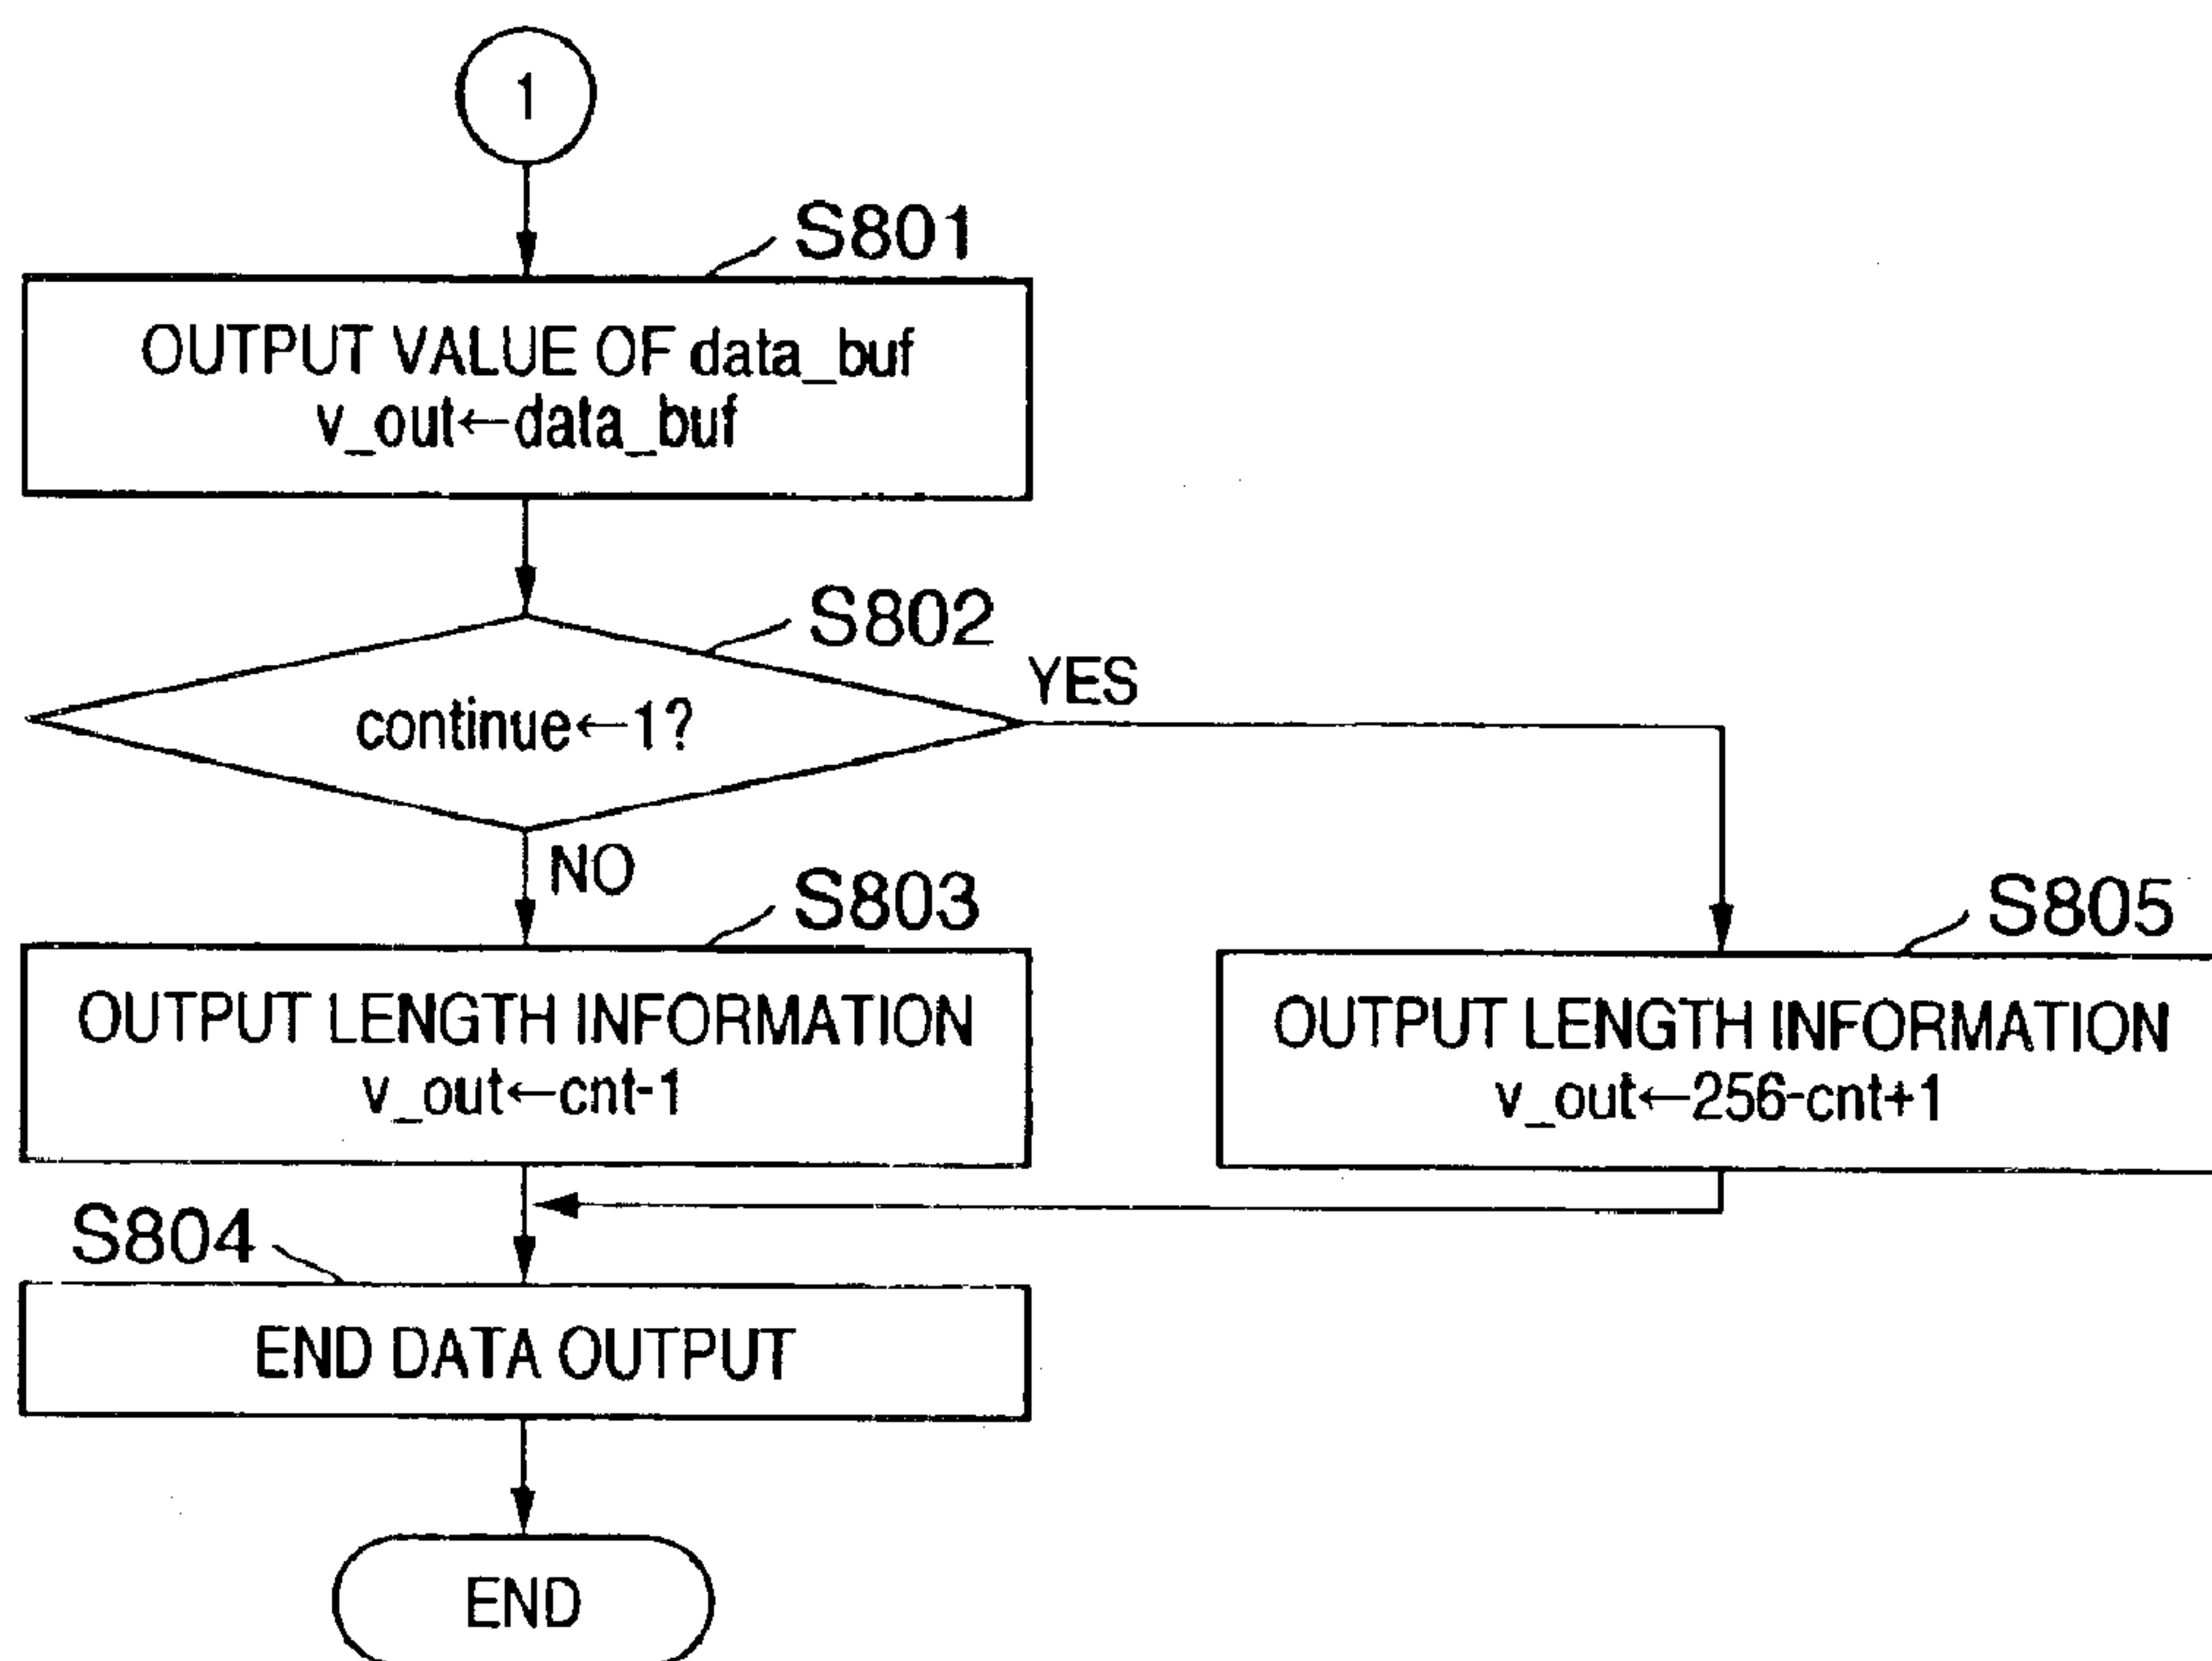 1
S801
OUTPUT VALUE OF data_buf
v_out←data_buf
S802
continue←1?
YES
NO
S803
OUTPUT LENGTH INFORMATION
v_out←cnt-1
S805
OUTPUT LENGTH INFORMATION
v_out←256-cnt+1
S804
END DATA OUTPUT
END